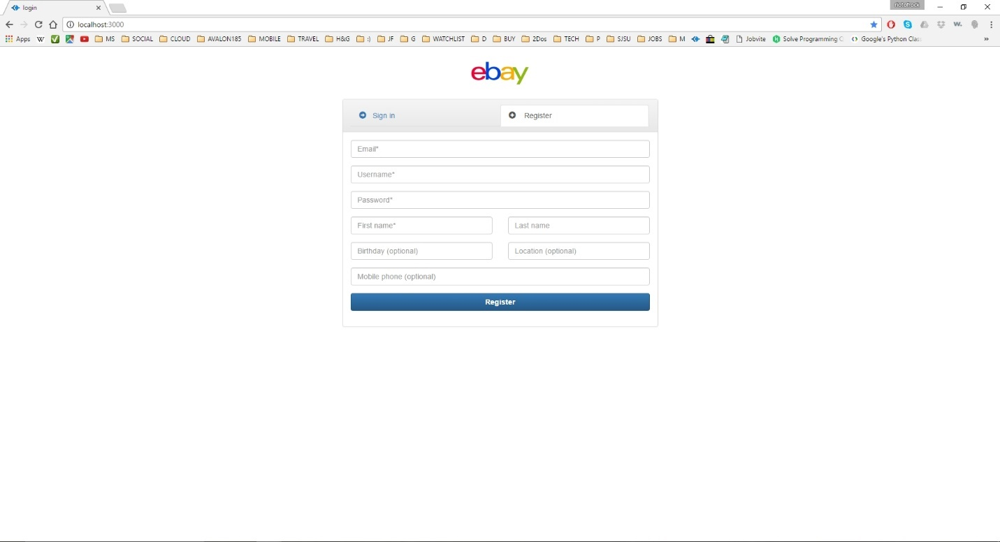 login
riotofrock
localhost:3000
Apps W MS SOCIAL CLOUD AVALON185 MOBILE TRAVEL H&G :) JF G WATCHLIST D BUY 2Dos TECH P SJSU JOBS M Jobvite Solve Programming Google's Python Clas »
ebay
Sign in Register
Email*
Username*
Password*
First name* Last name
Birthday (optional) Location (optional)
Mobile phone (optional)
Register